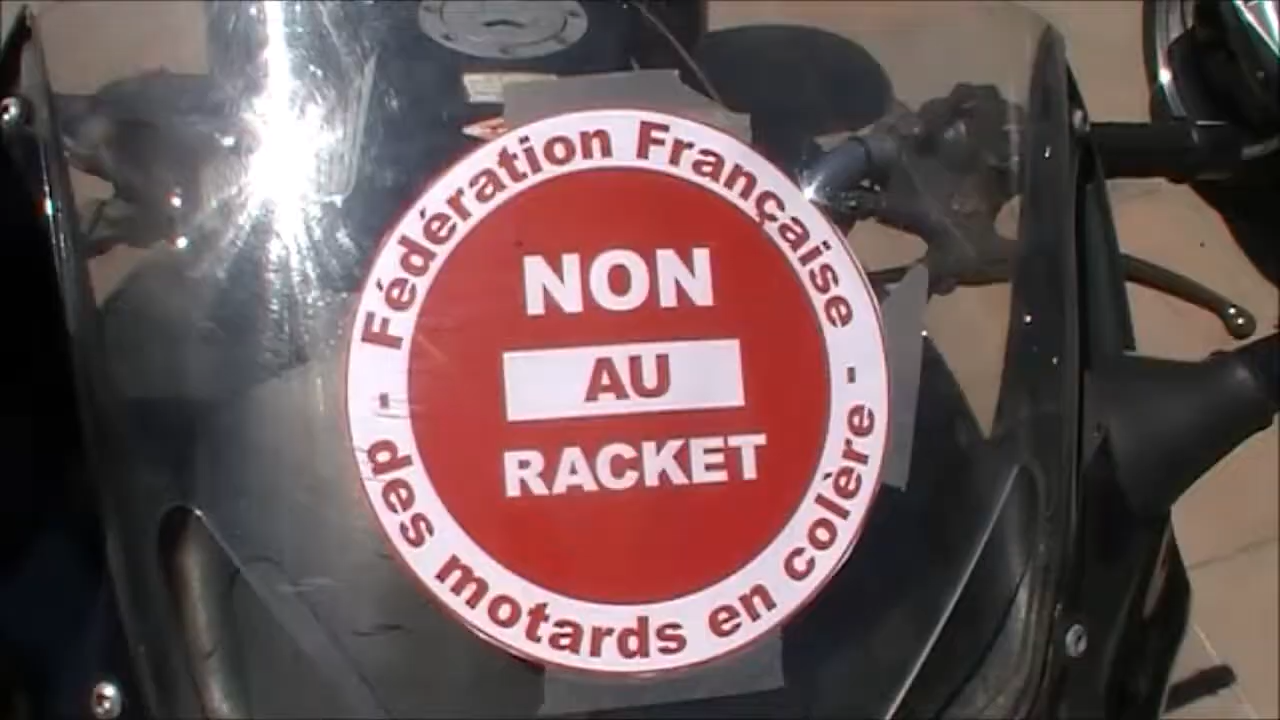 Fédération Française
NON
AU
RACKET
- des motards en colère -